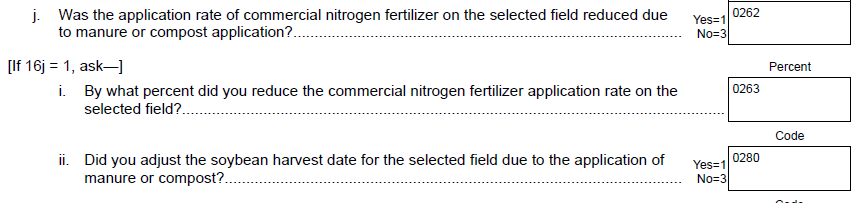 j. Was the application rate of commercial nitrogen fertilizer on the selected field reduced due Yes=1 0262
to manure or compost application?.......................................................................................... No=3
[If 16j = 1, ask—] Percent
i. By what percent did you reduce the commercial nitrogen fertilizer application rate on the 0263
selected field?..........................................................................................................................
Code
ii. Did you adjust the soybean harvest date for the selected field due to the application of Yes=1 0280
manure or compost?............................................................................................................ No=3